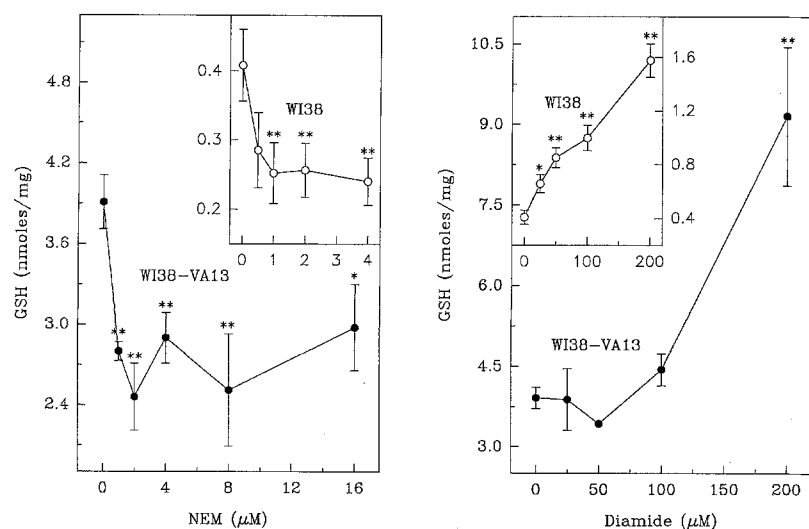 GSH (nmoles/mg)
4.8
4.2
3.6
3.0
2.4
0 4 8 12 16
NEM (μM)
WI38-VA13
** ** ** ** *
0.4
0.3
0.2
0 1 2 3 4
WI38
** ** **
GSH (nmoles/mg)
10.5
9.0
7.5
6.0
4.5
3.0
0 50 100 150 200
Diamide (μM)
WI38-VA13
**
1.6
1.2
0.8
0.4
0 100 200
WI38
* ** ** **